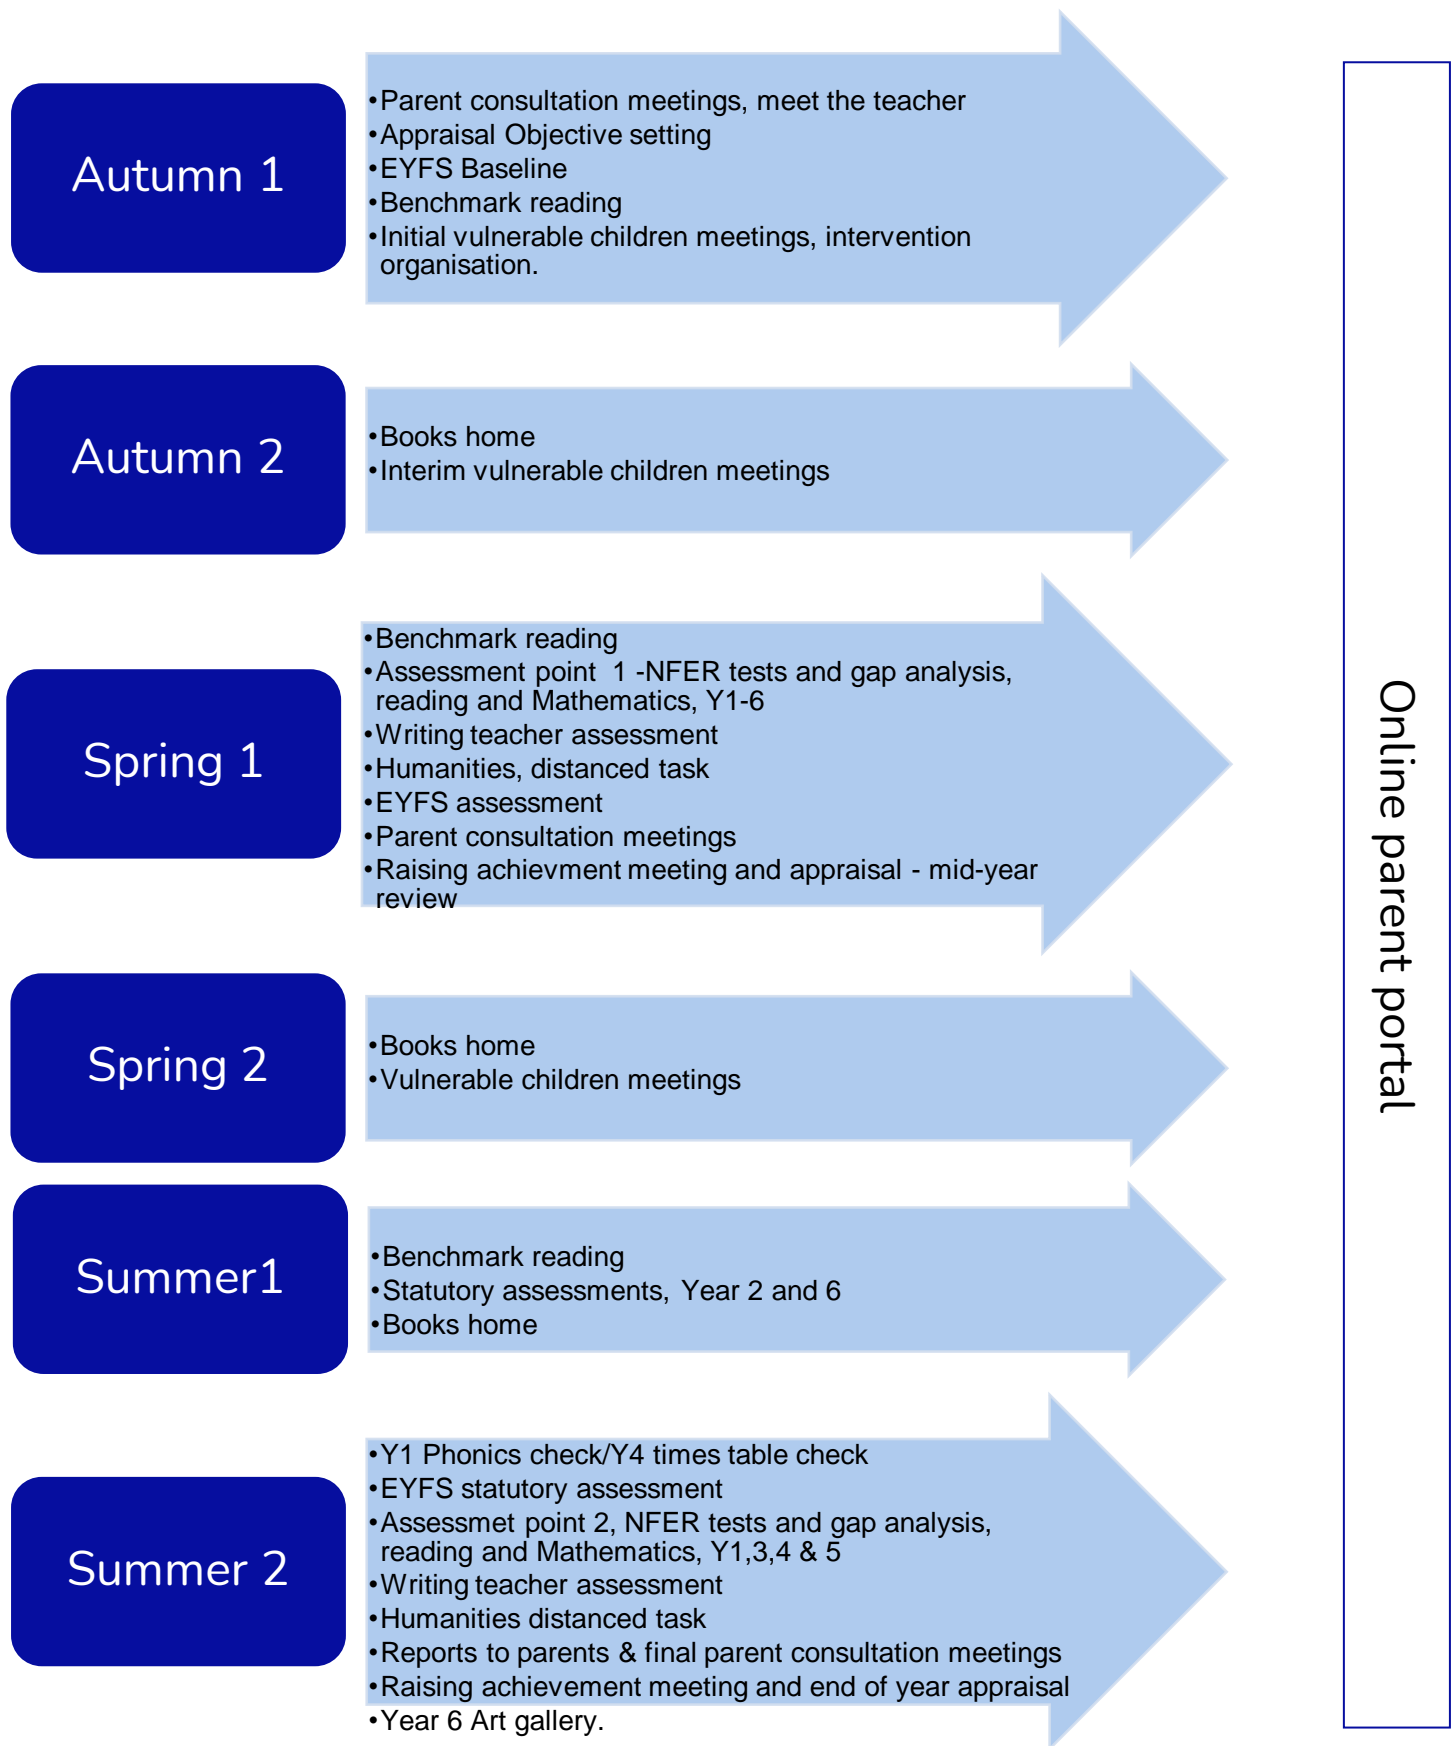 Autumn 1
•Parent consultation meetings, meet the teacher
•Appraisal Objective setting
•EYFS Baseline
•Benchmark reading
•Initial vulnerable children meetings, intervention
organisation.
Autumn 2
•Books home
•Interim vulnerable children meetings
Spring 1
•Benchmark reading
•Assessment point  1 -NFER tests and gap analysis,
reading and Mathematics, Y1-6
•Writing teacher assessment
•Humanities, distanced task
•EYFS assessment
•Parent consultation meetings
•Raising achievment meeting and appraisal - mid-year
review
Spring 2
•Books home
•Vulnerable children meetings
Summer1
•Benchmark reading
•Statutory assessments, Year 2 and 6
•Books home
Summer 2
•Y1 Phonics check/Y4 times table check
•EYFS statutory assessment
•Assessmet point 2, NFER tests and gap analysis,
reading and Mathematics, Y1,3,4 & 5
•Writing teacher assessment
•Humanities distanced task
•Reports to parents & final parent consultation meetings
•Raising achievement meeting and end of year appraisal
•Year 6 Art gallery.
Online parent portal